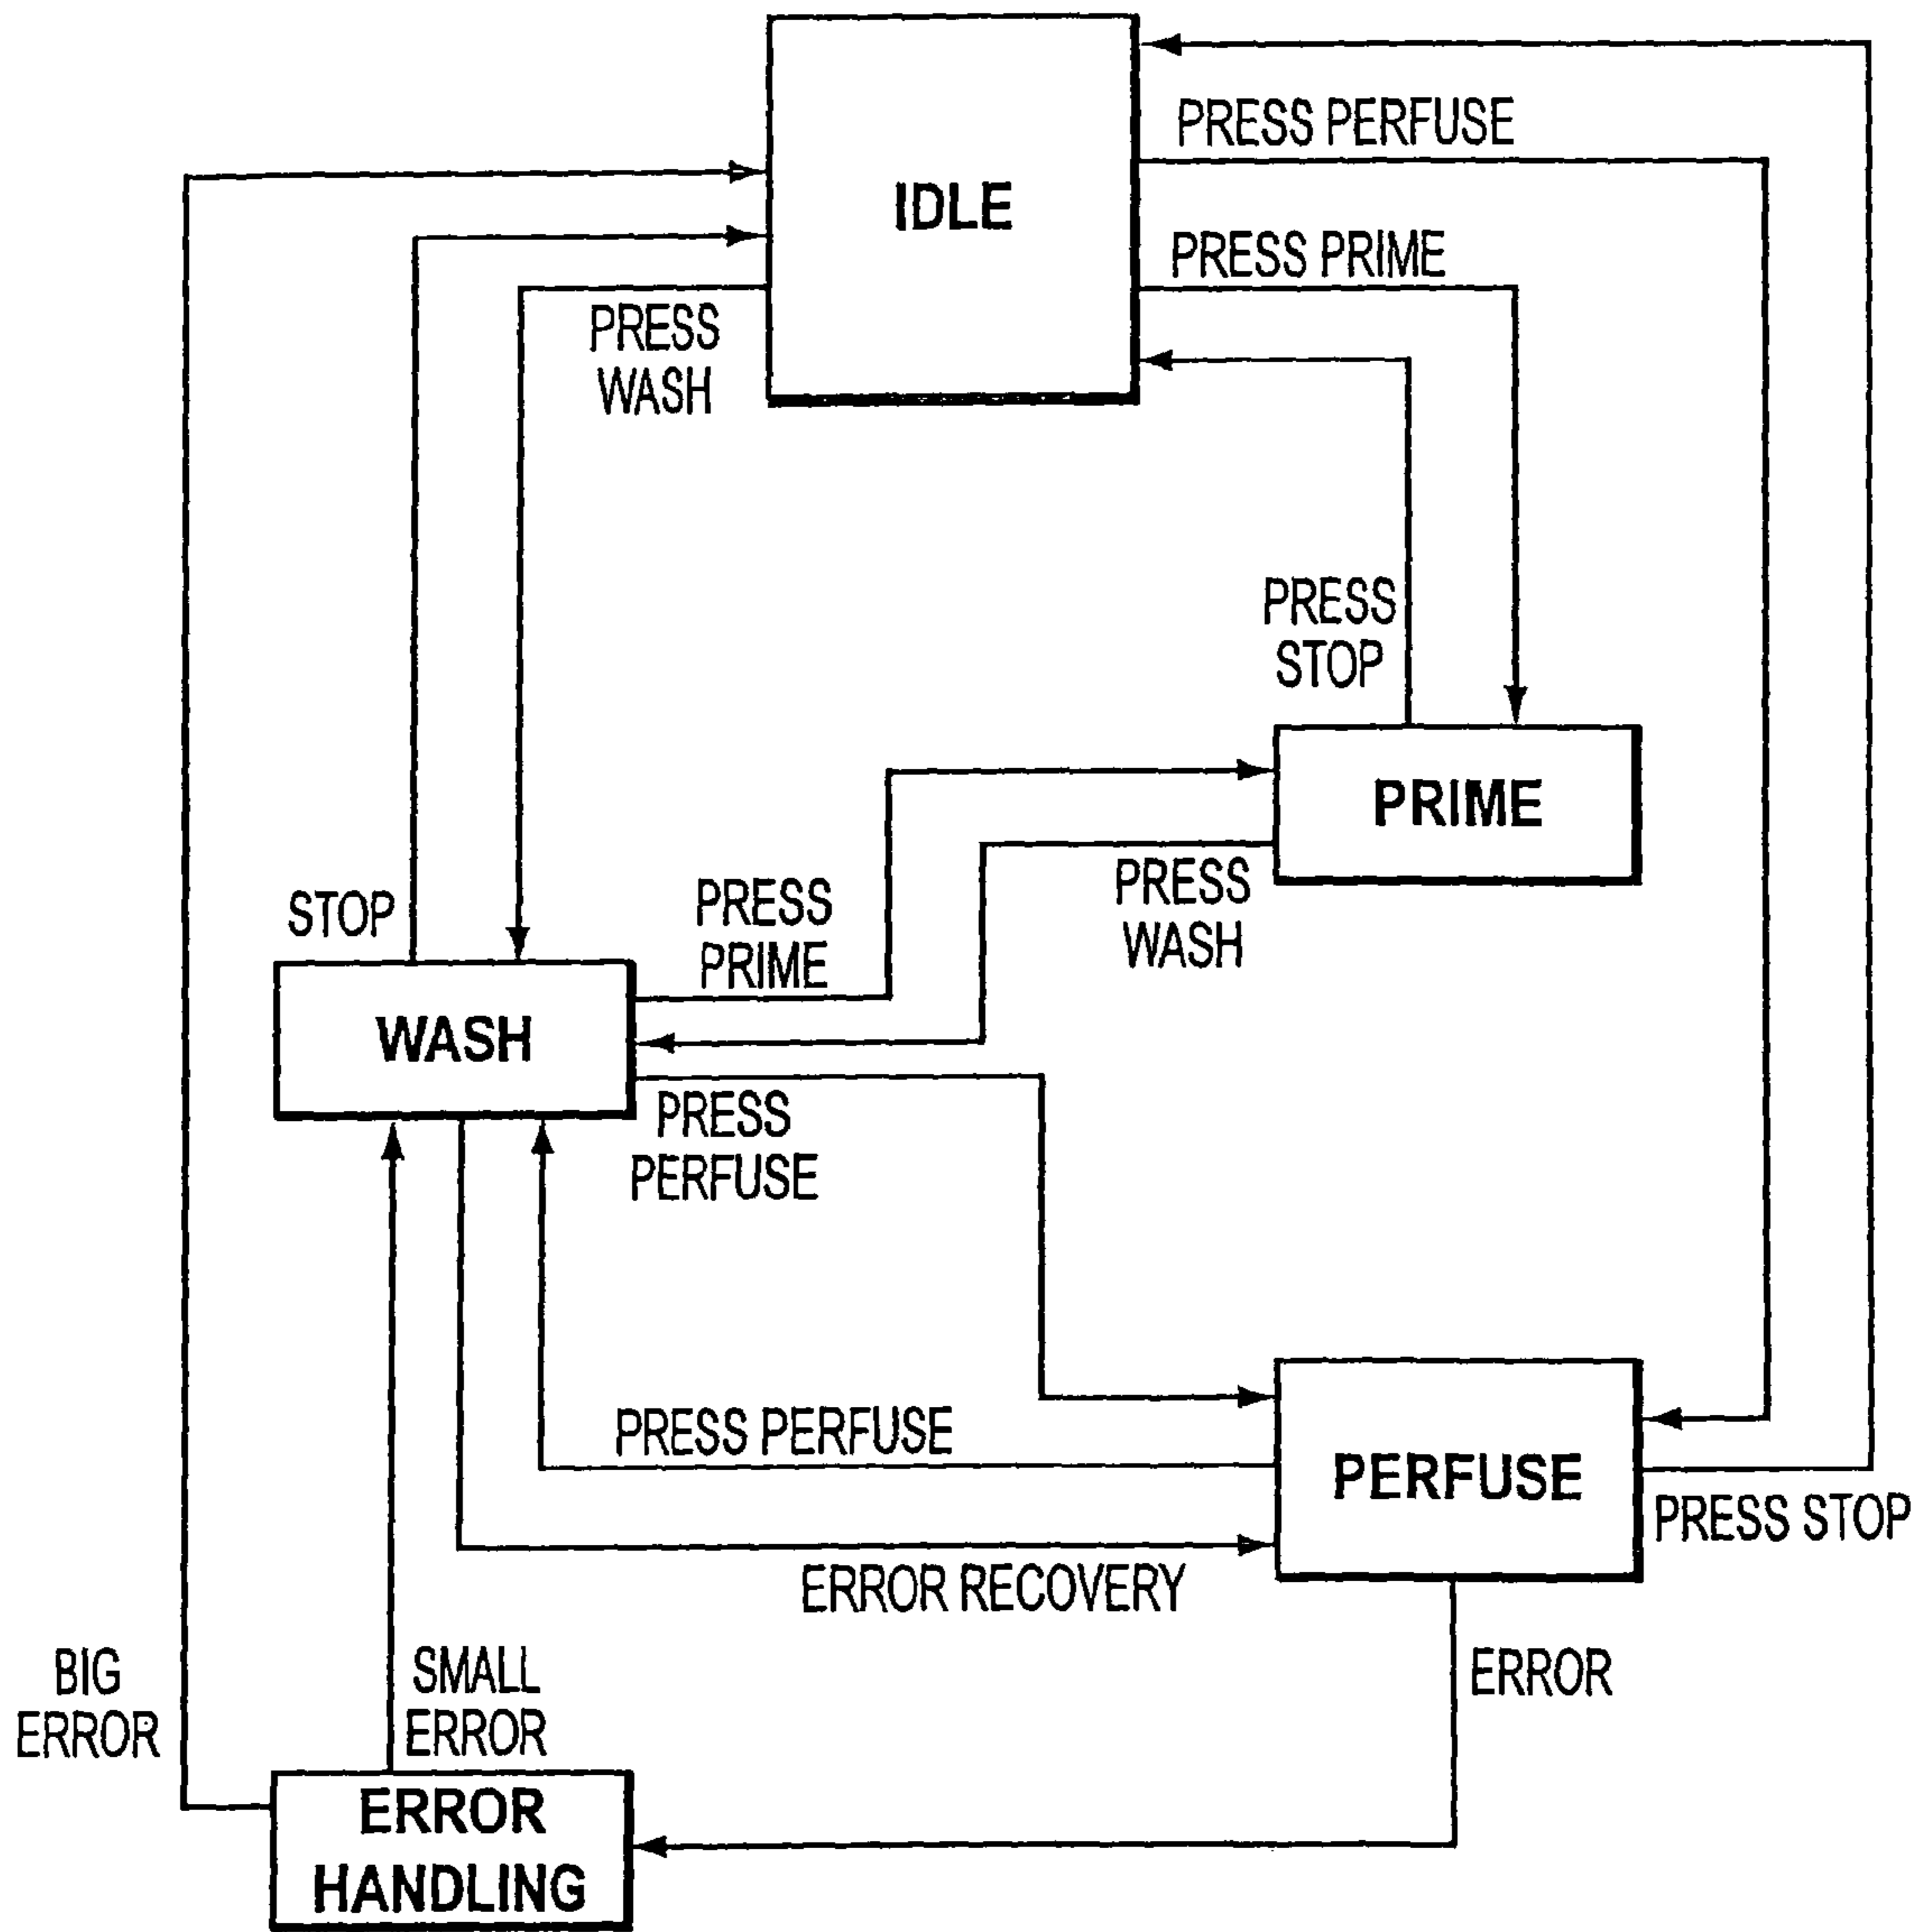 IDLE
PRESS PERFUSE
PRESS PRIME
PRESS
WASH
PRESS
STOP
PRIME
PRESS
WASH
STOP
PRESS
PRIME
WASH
PRESS
PERFUSE
PRESS PERFUSE
PERFUSE
PRESS STOP
ERROR RECOVERY
ERROR
BIG
ERROR
SMALL
ERROR
ERROR
HANDLING